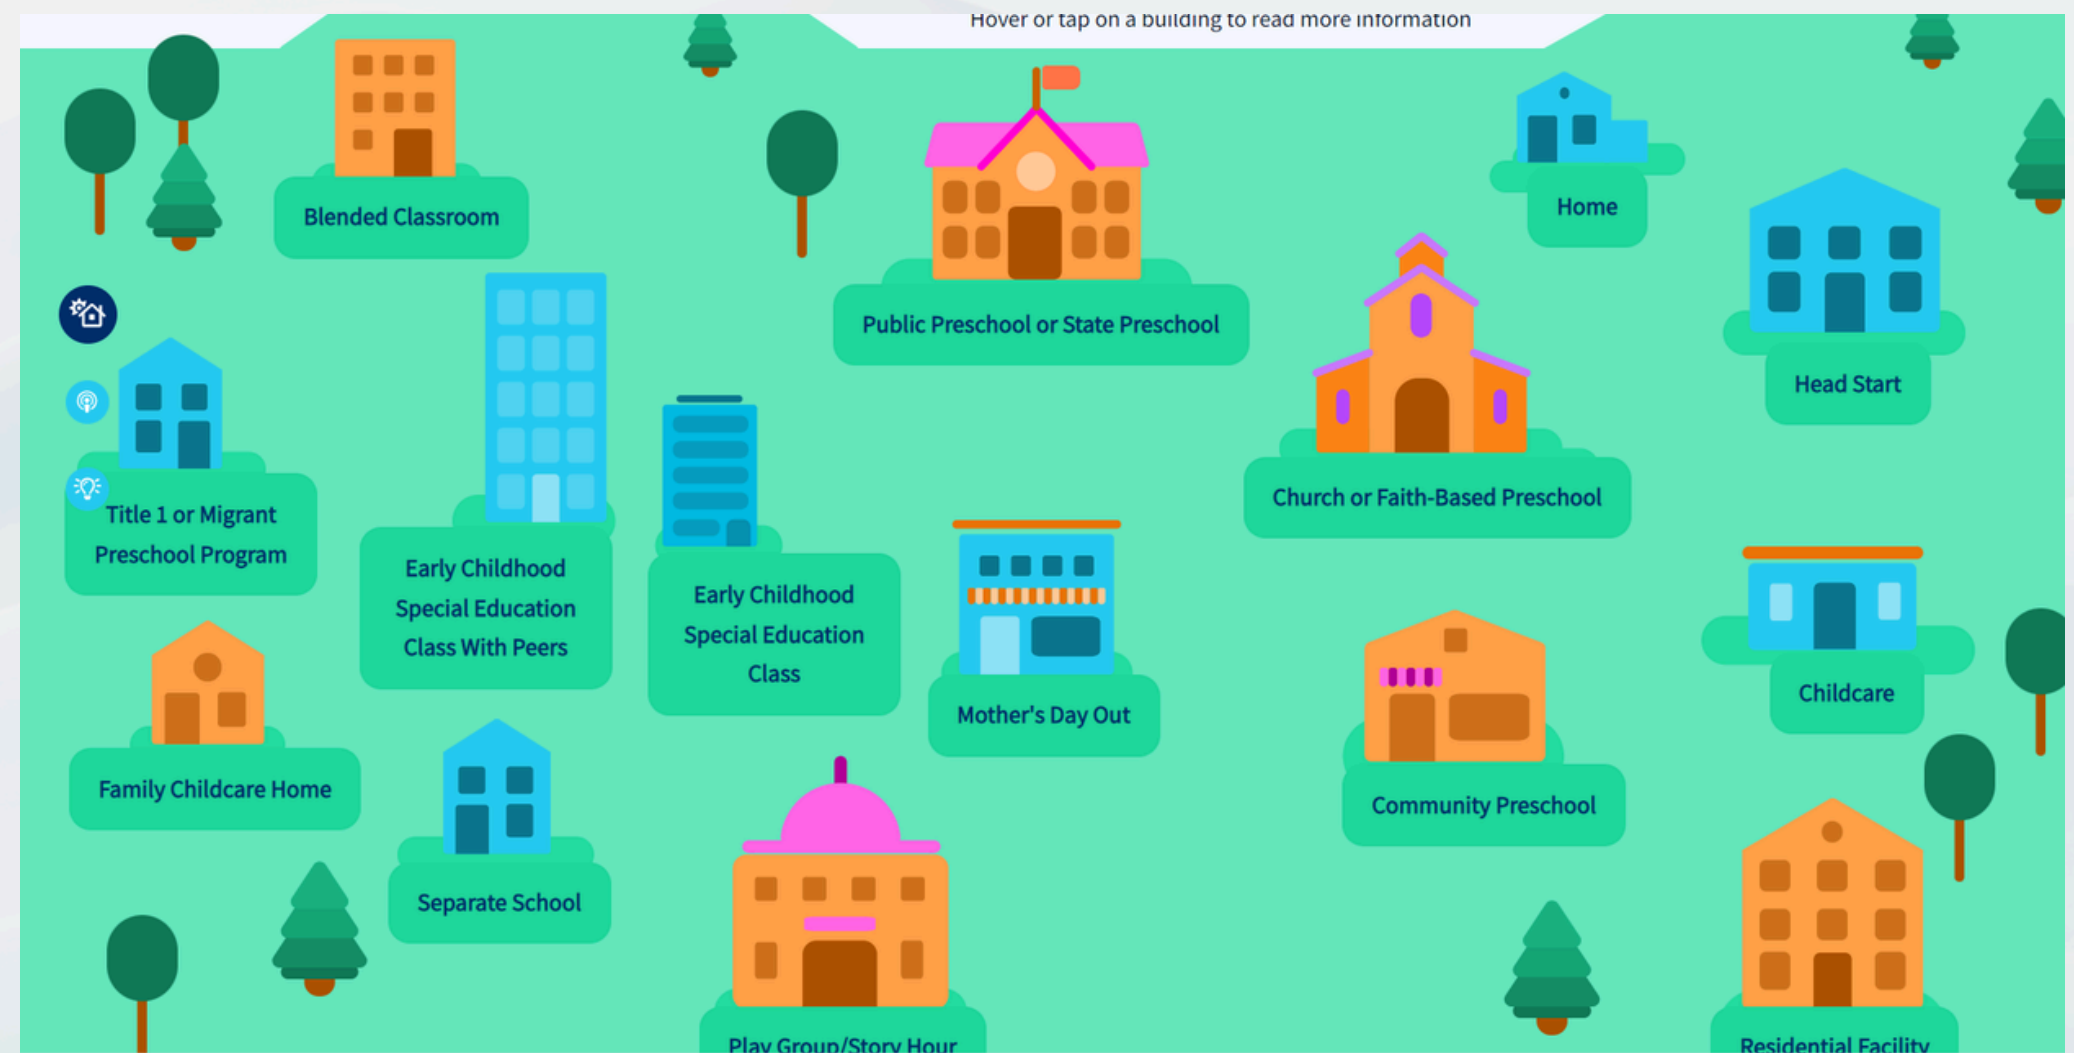 Hover or tap on a building to read more information
Blended Classroom
Home
Public Preschool or State Preschool
Head Start
Church or Faith-Based Preschool
Title 1 or Migrant
Preschool Program
Early Childhood
Special Education
Class With Peers
Early Childhood
Special Education
Class
Mother's Day Out
Childcare
Family Childcare Home
Community Preschool
Separate School
Play Group/Story Hour
Residential Facility